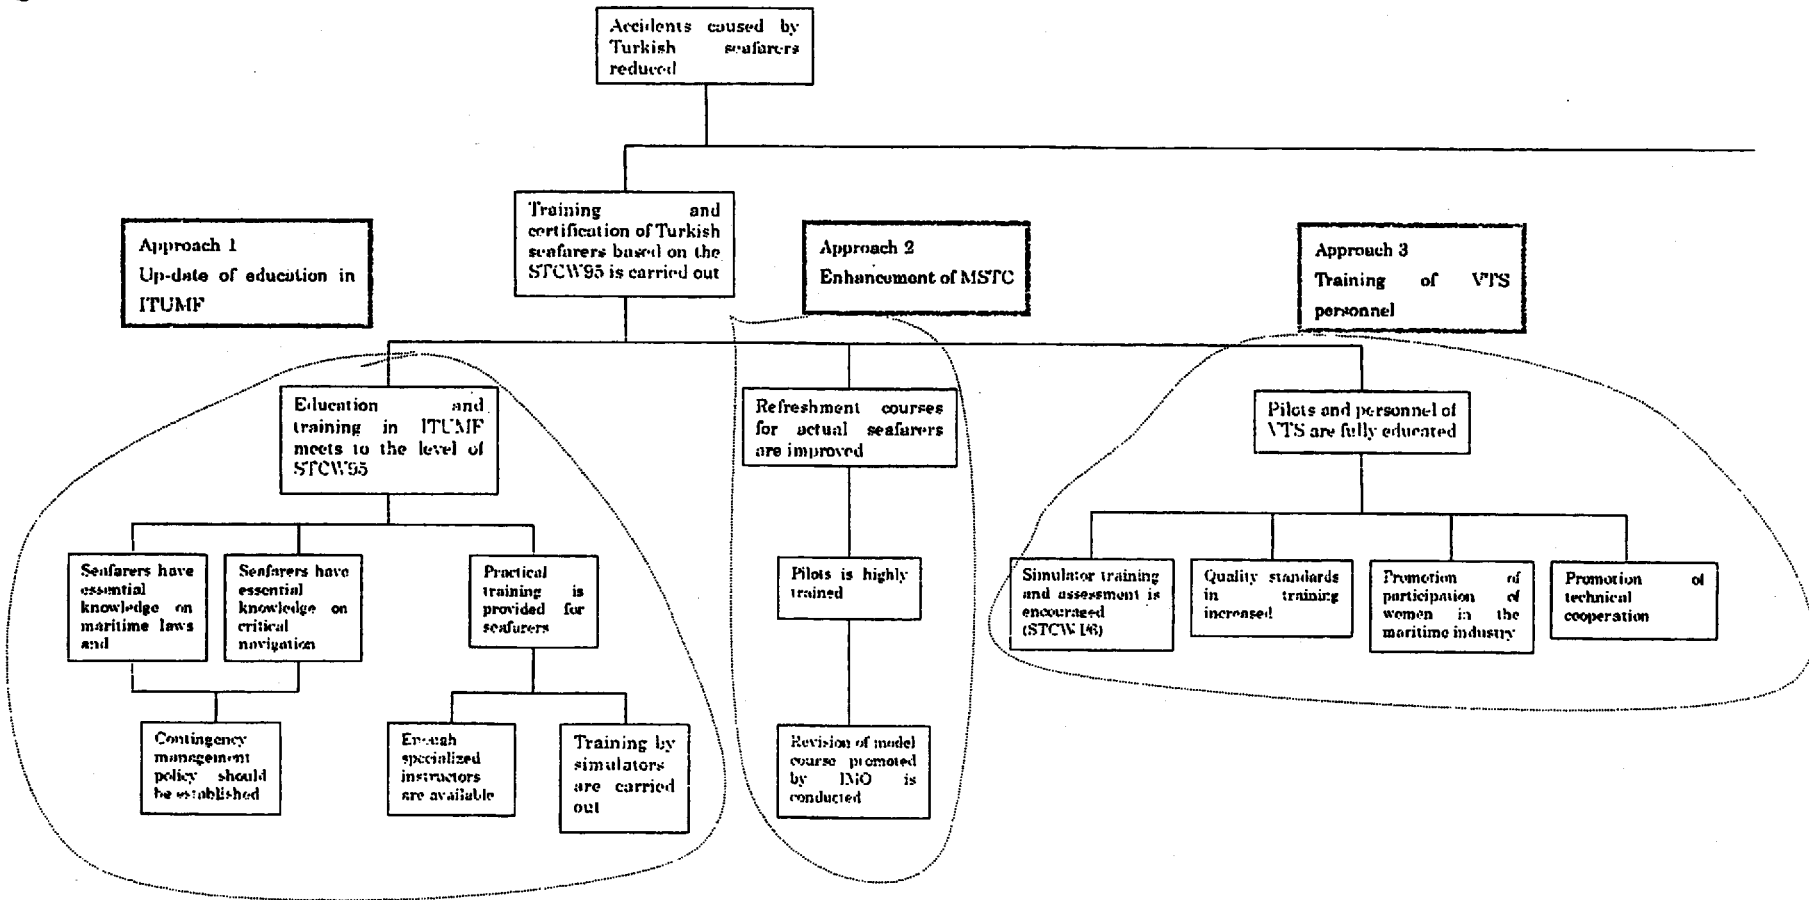 Accidents caused by
Turkish seafarers
reduced
Training and
certification of Turkish
seafarers based on the
STCW95 is carried out
Approach 1
Up-date of education in
ITUMF
Approach 2
Enhancement of MSTC
Approach 3
Training of VTS
personnel
Education and
training in ITUMF
meets to the level of
STCW95
Refreshment courses
for actual seafarers
are improved
Pilots and personnel of
VTS are fully educated
Seafarers have
essential
knowledge on
maritime laws
and
Seafarers have
essential
knowledge on
critical
navigation
Practical
training is
provided for
seafarers
Pilots is highly
trained
Simulator training
and assessment is
encouraged
(STCW I/6)
Quality standards
in training
increased
Promotion of
participation of
women in the
maritime industry
Promotion of
technical
cooperation
Contingency
management
policy should
be established
Enough
specialized
instructors
are available
Training by
simulators
are carried
out
Revision of model
course promoted
by IMO is
conducted